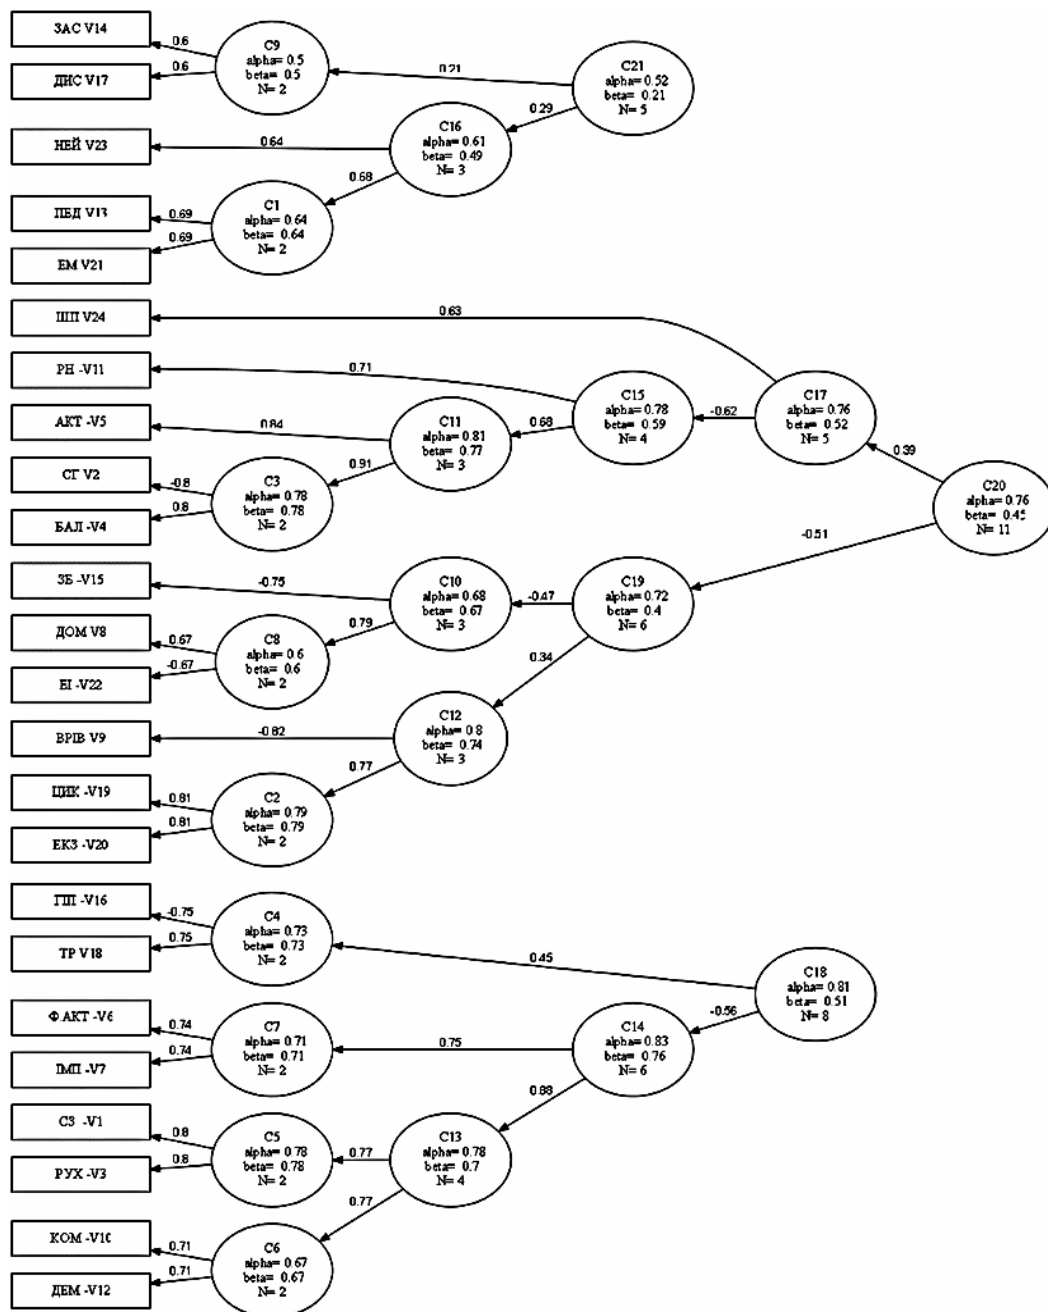 ЗАС V14
ДИС V17
НЕЙ V23
ПЕД V13
ЕМ V21
ШП V24
РН -V11
АКТ -V5
СГ V2
БАЛ -V4
ЗБ -V15
ДОМ V8
ЕІ -V22
ВРІВ V9
ЦИК -V19
ЕКЗ -V20
ГІП -V16
ТР V18
ФАКТ -V6
ІМП -V7
СЗ -V1
РУХ -V3
КОМ -V10
ДЕМ -V12
0.6
0.6
0.64
0.69
0.69
0.63
0.71
0.84
-0.8
0.8
-0.75
0.67
-0.67
-0.82
0.81
0.81
-0.75
0.75
0.74
0.74
0.8
0.8
0.71
0.71
C9
alpha= 0.5
beta= 0.5
N= 2
C1
alpha= 0.64
beta= 0.64
N= 2
C3
alpha= 0.78
beta= 0.78
N= 2
C8
alpha= 0.6
beta= 0.6
N= 2
C2
alpha= 0.79
beta= 0.79
N= 2
C4
alpha= 0.73
beta= 0.73
N= 2
C7
alpha= 0.71
beta= 0.71
N= 2
C5
alpha= 0.78
beta= 0.78
N= 2
C6
alpha= 0.67
beta= 0.67
N= 2
0.21
0.68
0.91
0.79
0.77
0.45
0.75
0.77
0.77
C16
alpha= 0.61
beta= 0.49
N= 3
C11
alpha= 0.81
beta= 0.77
N= 3
C10
alpha= 0.68
beta= 0.67
N= 3
C12
alpha= 0.8
beta= 0.74
N= 3
C13
alpha= 0.78
beta= 0.7
N= 4
0.29
0.68
-0.47
0.34
0.88
C21
alpha= 0.52
beta= 0.21
N= 5
C15
alpha= 0.78
beta= 0.59
N= 4
C19
alpha= 0.72
beta= 0.4
N= 6
C14
alpha= 0.83
beta= 0.76
N= 6
-0.62
-0.51
-0.56
C17
alpha= 0.76
beta= 0.52
N= 5
C18
alpha= 0.81
beta= 0.51
N= 8
0.39
C20
alpha= 0.76
beta= 0.45
N= 11